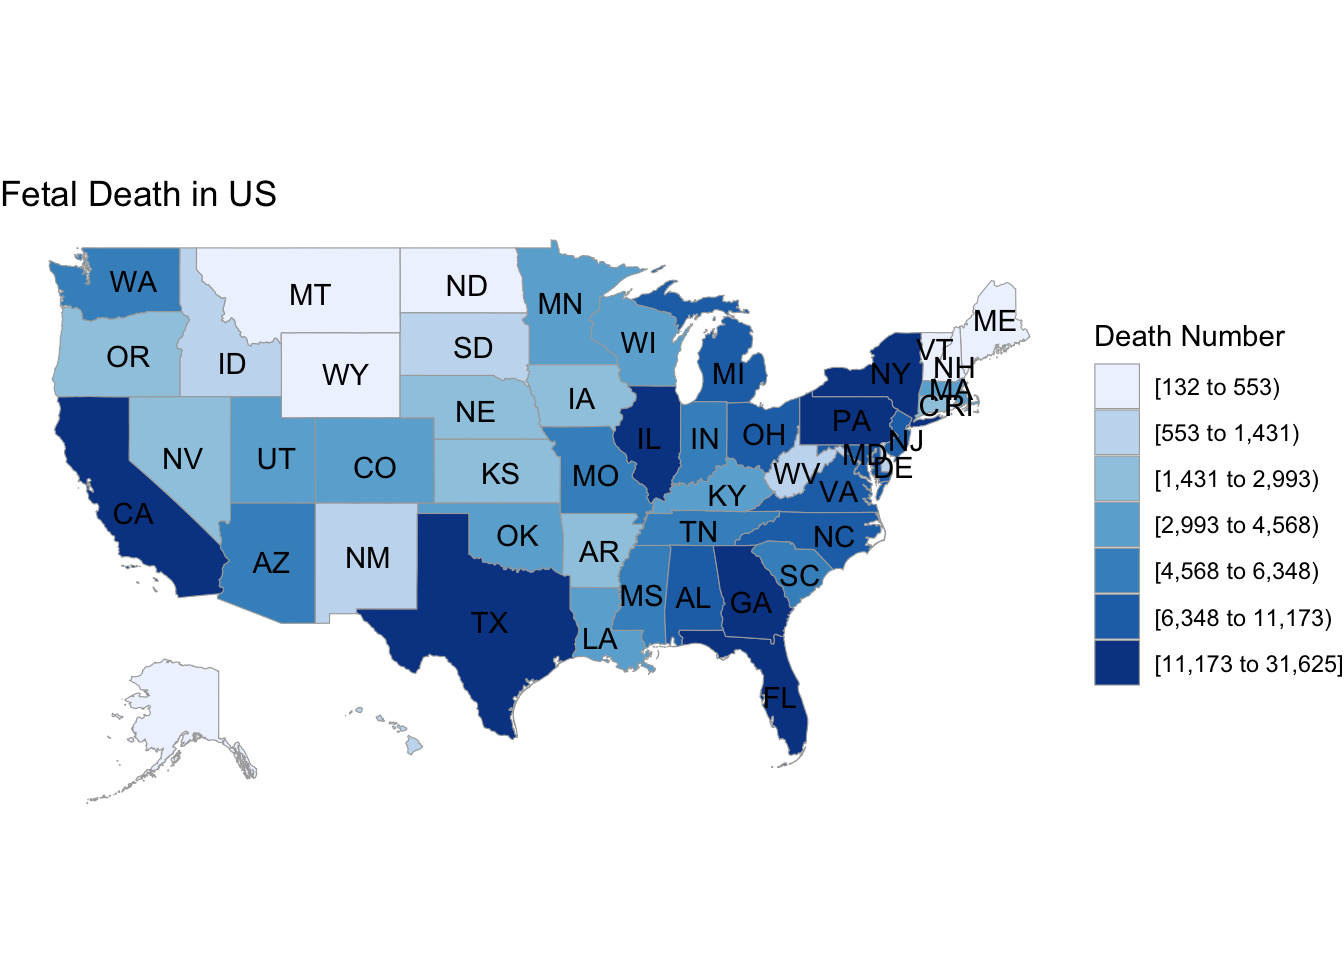 Fetal Death in US
WA
MT
ND
MN
ME
OR
ID
SD
WI
VT
NH
WY
MI
NY
MA
NE
IA
CT
RI
NV
UT
CO
KS
MO
IL
IN
OH
PA
NJ
MD
DE
WV
VA
KY
CA
AZ
NM
OK
AR
TN
NC
SC
TX
LA
MS
AL
GA
FL
Death Number
[132 to 553)
[553 to 1,431)
[1,431 to 2,993)
[2,993 to 4,568)
[4,568 to 6,348)
[6,348 to 11,173)
[11,173 to 31,625]